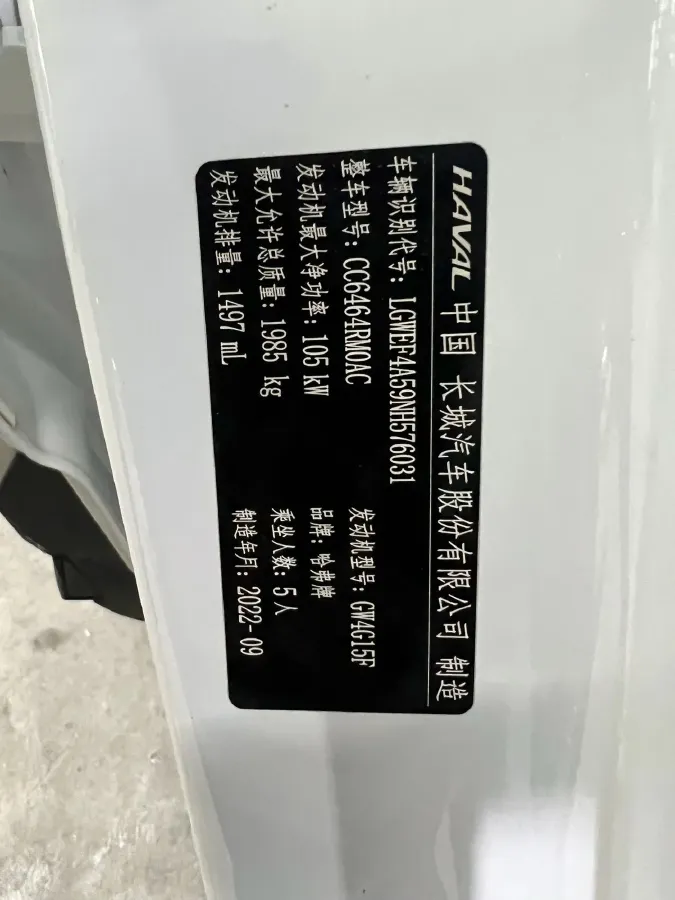 HAVAL 中国 长城汽车股份有限公司 制造
车辆识别代号: LGWEF4A59NH576031
整车型号: CC6464RM0AC 发动机型号: GW4G15F
发动机最大净功率: 105 kW 品牌: 哈弗牌
最大允许总质量: 1985 kg 乘坐人数: 5 人
发动机排量: 1497 mL 制造年月: 2022-09